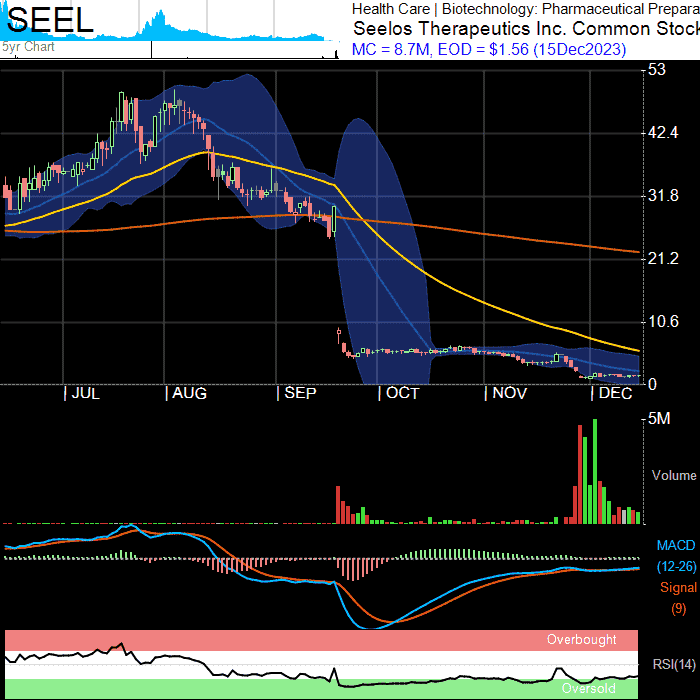 SEEL
5yr Chart
Health Care | Biotechnology: Pharmaceutical Prepara
Seelos Therapeutics Inc. Common Stock
MC = 8.7M, EOD = $1.56 (15Dec2023)
53
42.4
31.8
21.2
10.6
0
| JUL | AUG | SEP | OCT | NOV | DEC
5M
Volume
MACD
(12-26)
Signal
(9)
Overbought
RSI(14)
Oversold